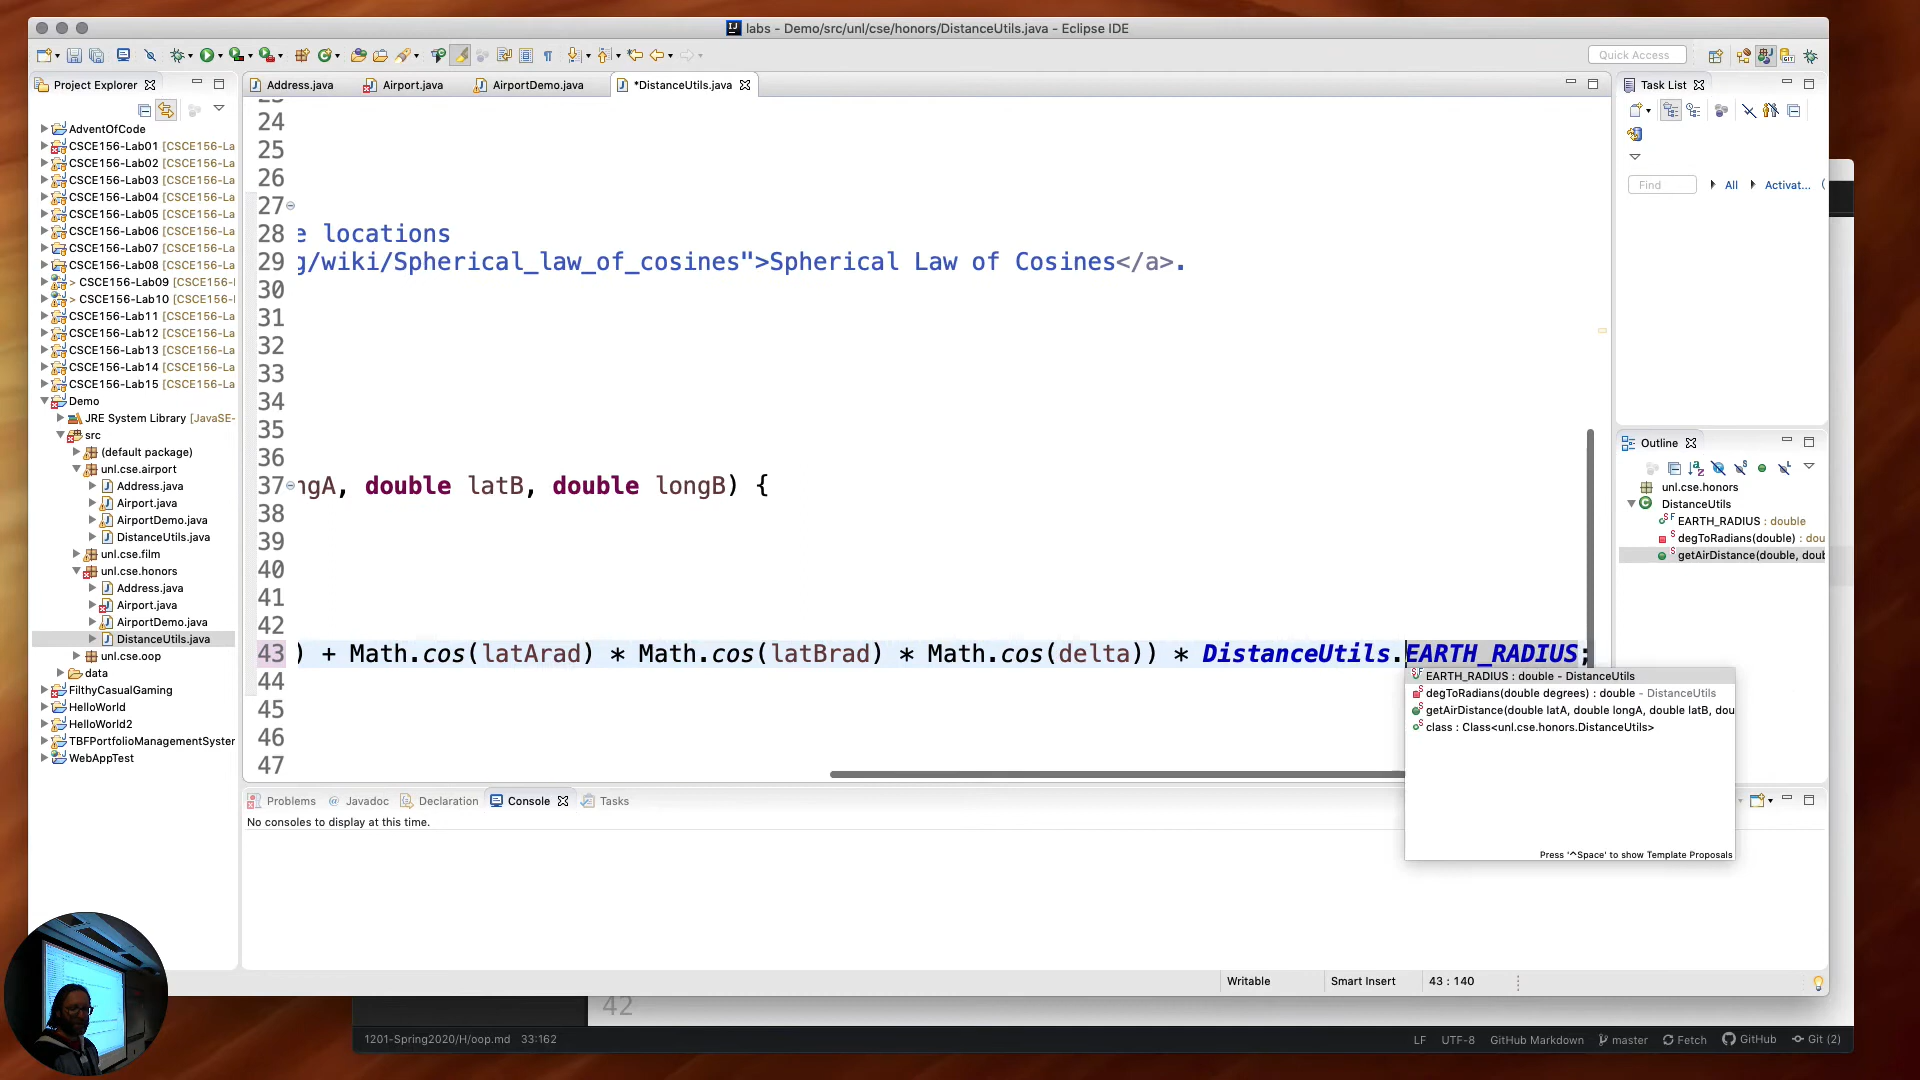 labs - Demo/src/unl/cse/honors/DistanceUtils.java - Eclipse IDE
Quick Access
Project Explorer
Address.java
Airport.java
AirportDemo.java
*DistanceUtils.java
Task List
Find
All
Activat...
AdventOfCode
CSCE156-Lab01 [CSCE156-La
CSCE156-Lab02 [CSCE156-La
CSCE156-Lab03 [CSCE156-La
CSCE156-Lab04 [CSCE156-La
CSCE156-Lab05 [CSCE156-La
CSCE156-Lab06 [CSCE156-La
CSCE156-Lab07 [CSCE156-La
CSCE156-Lab08 [CSCE156-La
> CSCE156-Lab09 [CSCE156-La
> CSCE156-Lab10 [CSCE156-La
CSCE156-Lab11 [CSCE156-La
CSCE156-Lab12 [CSCE156-La
CSCE156-Lab13 [CSCE156-La
CSCE156-Lab14 [CSCE156-La
CSCE156-Lab15 [CSCE156-La
Demo
JRE System Library [JavaSE-
src
(default package)
unl.cse.airport
Address.java
Airport.java
AirportDemo.java
DistanceUtils.java
unl.cse.film
unl.cse.honors
Address.java
Airport.java
AirportDemo.java
DistanceUtils.java
unl.cse.oop
data
FilthyCasualGaming
HelloWorld
HelloWorld2
TBFPortfolioManagementSyster
WebAppTest
24
25
26
27
28 e locations
29 g/wiki/Spherical_law_of_cosines">Spherical Law of Cosines</a>.
30
31
32
33
34
35
36
37 ngA, double latB, double longB) {
38
39
40
41
42
43 ) + Math.cos(latArad) * Math.cos(latBrad) * Math.cos(delta)) * DistanceUtils.EARTH_RADIUS;
44
45
46
47
EARTH_RADIUS : double - DistanceUtils
degToRadians(double degrees) : double - DistanceUtils
getAirDistance(double latA, double longA, double latB, dou
class : Class<unl.cse.honors.DistanceUtils>
Press '^Space' to show Template Proposals
Outline
unl.cse.honors
DistanceUtils
EARTH_RADIUS : double
degToRadians(double) : dou
getAirDistance(double, doub
Problems
@ Javadoc
Declaration
Console
Tasks
No consoles to display at this time.
Writable
Smart Insert
43 : 140
42
1201-Spring2020/H/oop.md 33:162
LF
UTF-8
GitHub Markdown
master
Fetch
GitHub
Git (2)